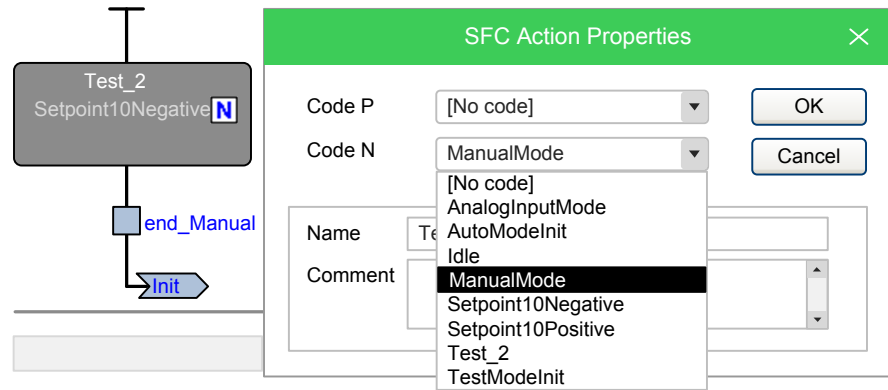 SFC Action Properties
Test_2
Setpoint10Negative N
end_Manual
Init
Code P [No code] OK
Code N ManualMode Cancel
[No code]
AnalogInputMode
AutoModeInit
Idle
ManualMode
Setpoint10Negative
Setpoint10Positive
Test_2
TestModeInit
Name Te
Comment